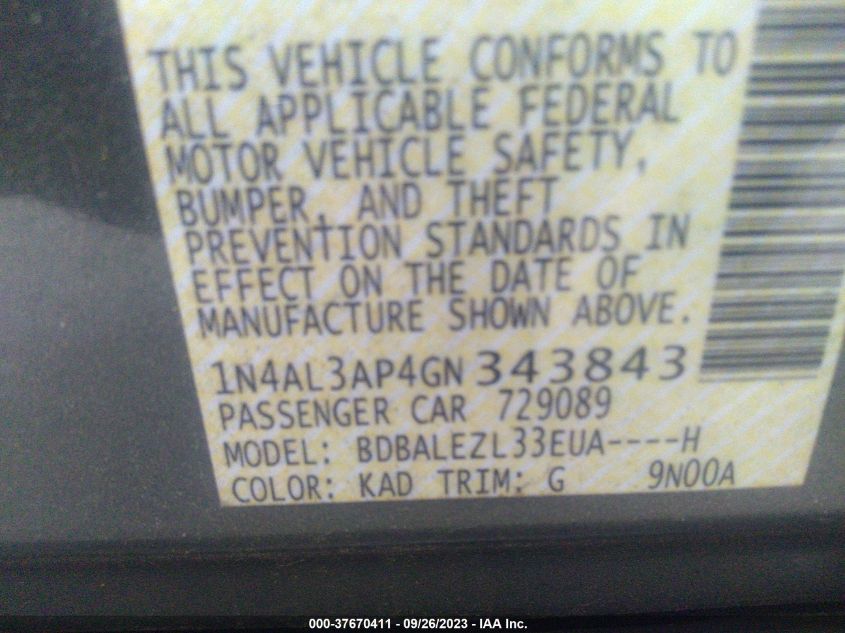 THIS VEHICLE CONFORMS TO
ALL APPLICABLE FEDERAL
MOTOR VEHICLE SAFETY,
BUMPER, AND THEFT
PREVENTION STANDARDS IN
EFFECT ON THE DATE OF
MANUFACTURE SHOWN ABOVE.
1N4AL3AP4GN343843
PASSENGER CAR 729089
MODEL: BDBALEZL33EUA----H
COLOR: KAD TRIM: G 9N00A
000-37670411 - 09/26/2023 - IAA Inc.